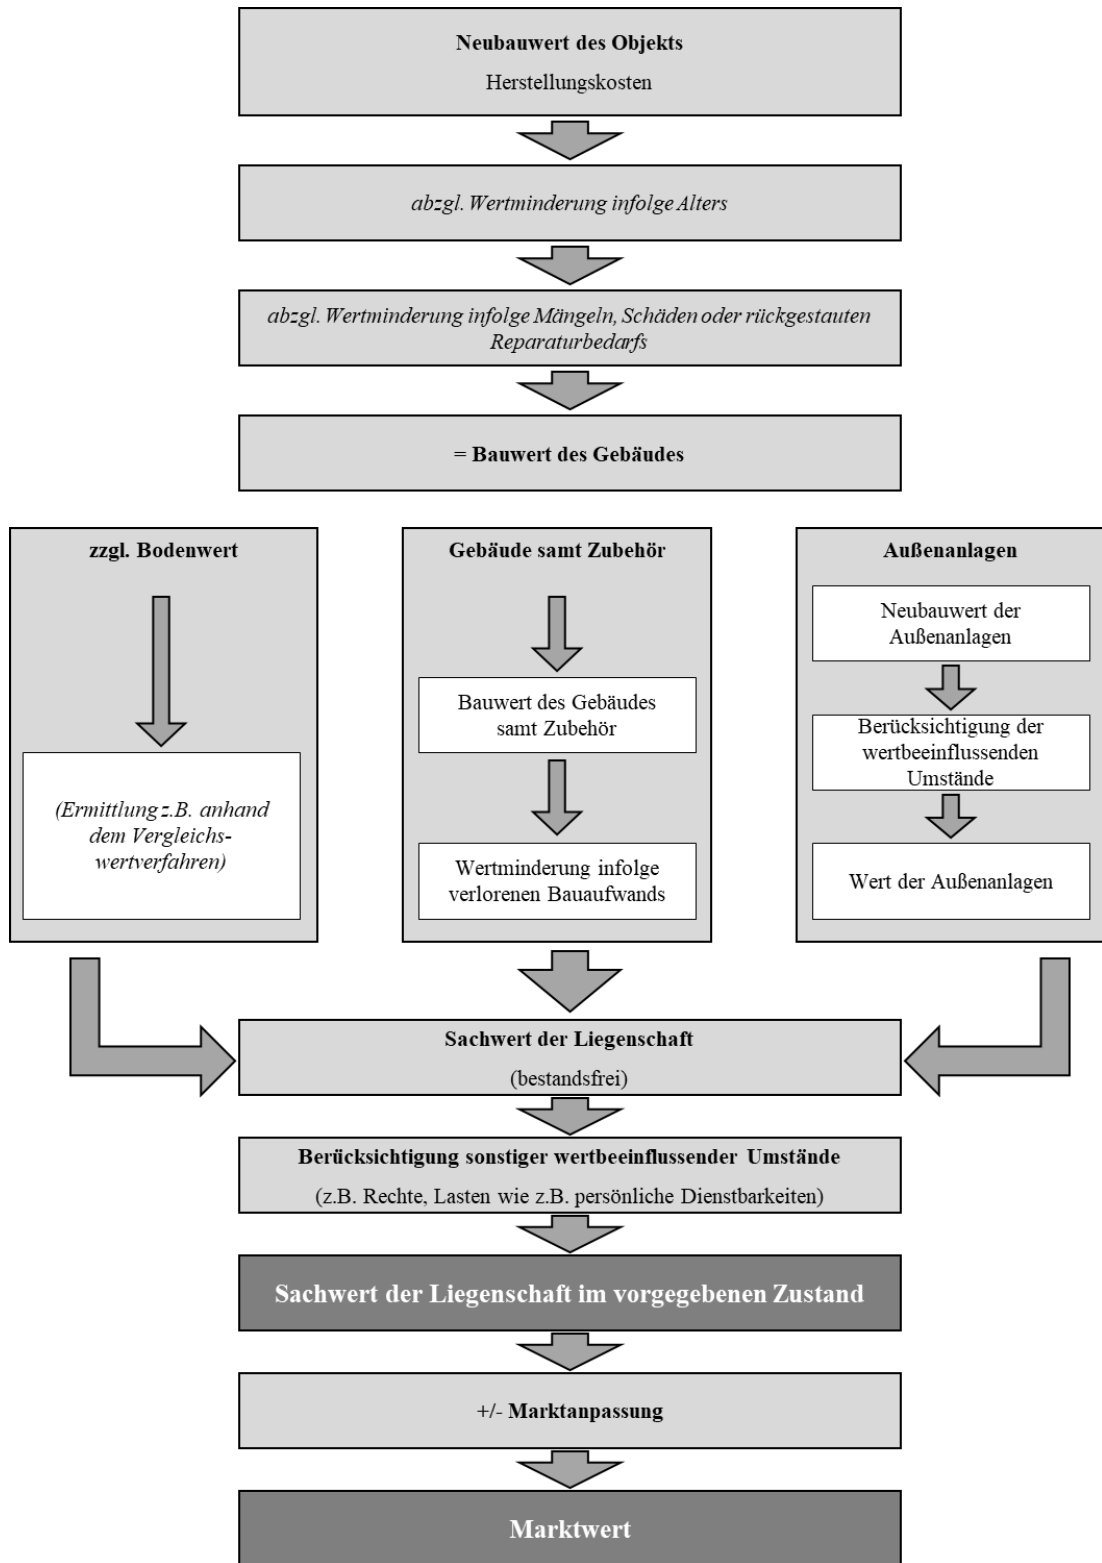 Neubauwert des Objekts
Herstellungskosten
abzgl. Wertminderung infolge Alters
abzgl. Wertminderung infolge Mängeln, Schäden oder rückgestauten
Reparaturbedarfs
= Bauwert des Gebäudes
zzgl. Bodenwert
(Ermittlung z.B. anhand
dem Vergleichs-
wertverfahren)
Gebäude samt Zubehör
Bauwert des Gebäudes
samt Zubehör
Wertminderung infolge
verlorenen Bauaufwands
Außenanlagen
Neubauwert der
Außenanlagen
Berücksichtigung der
wertbeeinflussenden
Umstände
Wert der Außenanlagen
Sachwert der Liegenschaft
(bestandsfrei)
Berücksichtigung sonstiger wertbeeinflussender Umstände
(z.B. Rechte, Lasten wie z.B. persönliche Dienstbarkeiten)
Sachwert der Liegenschaft im vorgegebenen Zustand
+/- Marktanpassung
Marktwert